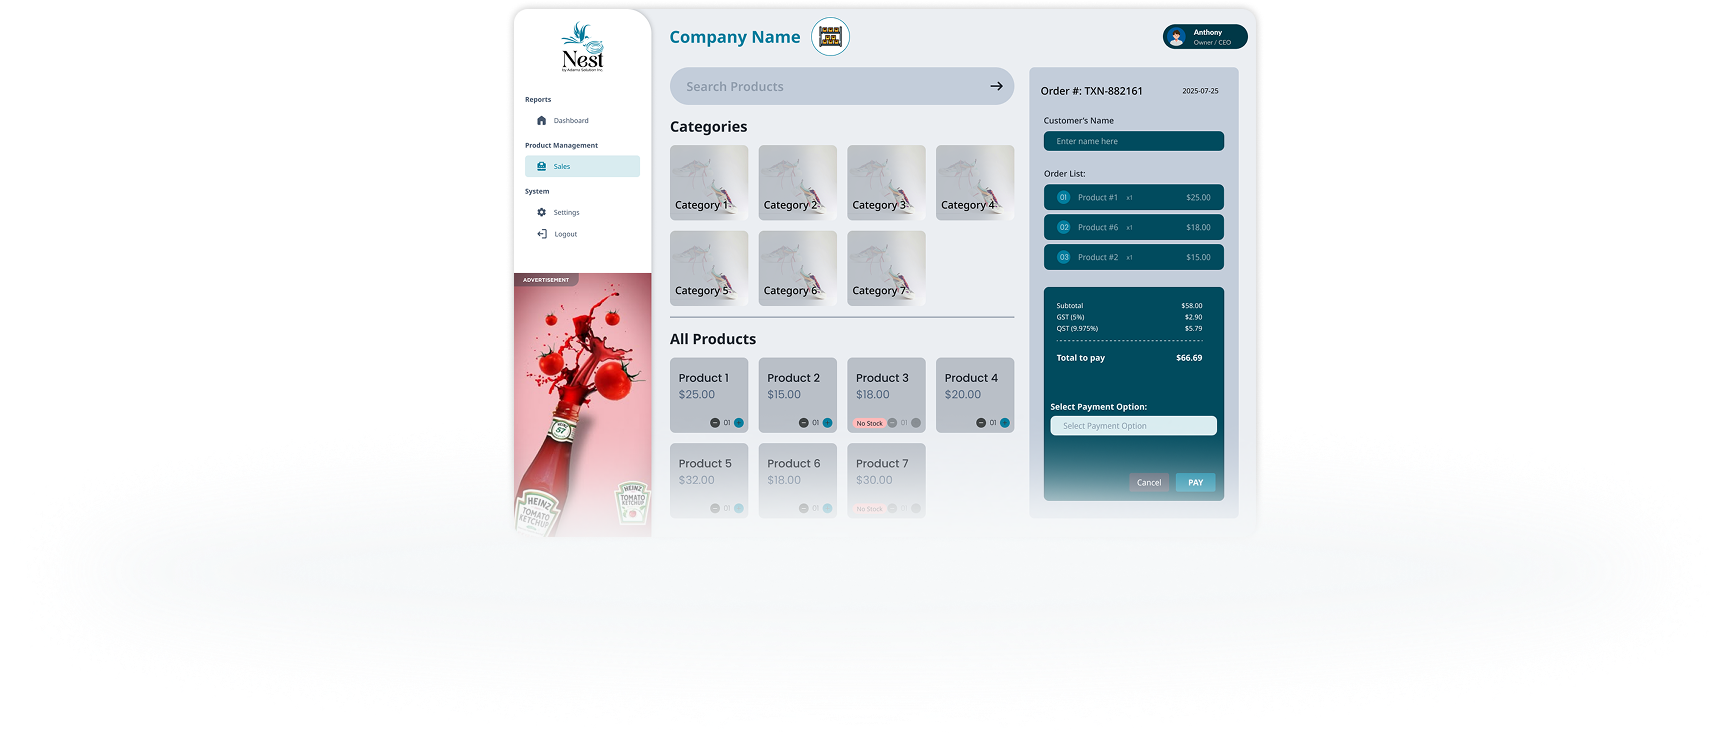 Nest
by Adamo Solution Inc
Reports
Dashboard
Product Management
Sales
System
Settings
Logout
ADVERTISEMENT
HEINZ
57
HEINZ
TOMATO
KETCHUP
HEINZ
TOMATO
KETCHUP
Company Name
Search Products
Categories
Category 1
Category 2
Category 3
Category 4
Category 5
Category 6
Category 7
All Products
Product 1
$25.00
01
Product 2
$15.00
01
Product 3
$18.00
No Stock 01
Product 4
$20.00
01
Product 5
$32.00
01
Product 6
$18.00
01
Product 7
$30.00
No Stock 01
Anthony
Owner / CEO
Order #: TXN-882161 2025-07-25
Customer's Name
Enter name here
Order List:
01 Product #1 x1 $25.00
02 Product #6 x1 $18.00
03 Product #2 x1 $15.00
Subtotal $58.00
GST (5%) $2.90
QST (9.975%) $5.79
Total to pay $66.69
Select Payment Option:
Select Payment Option
Cancel PAY